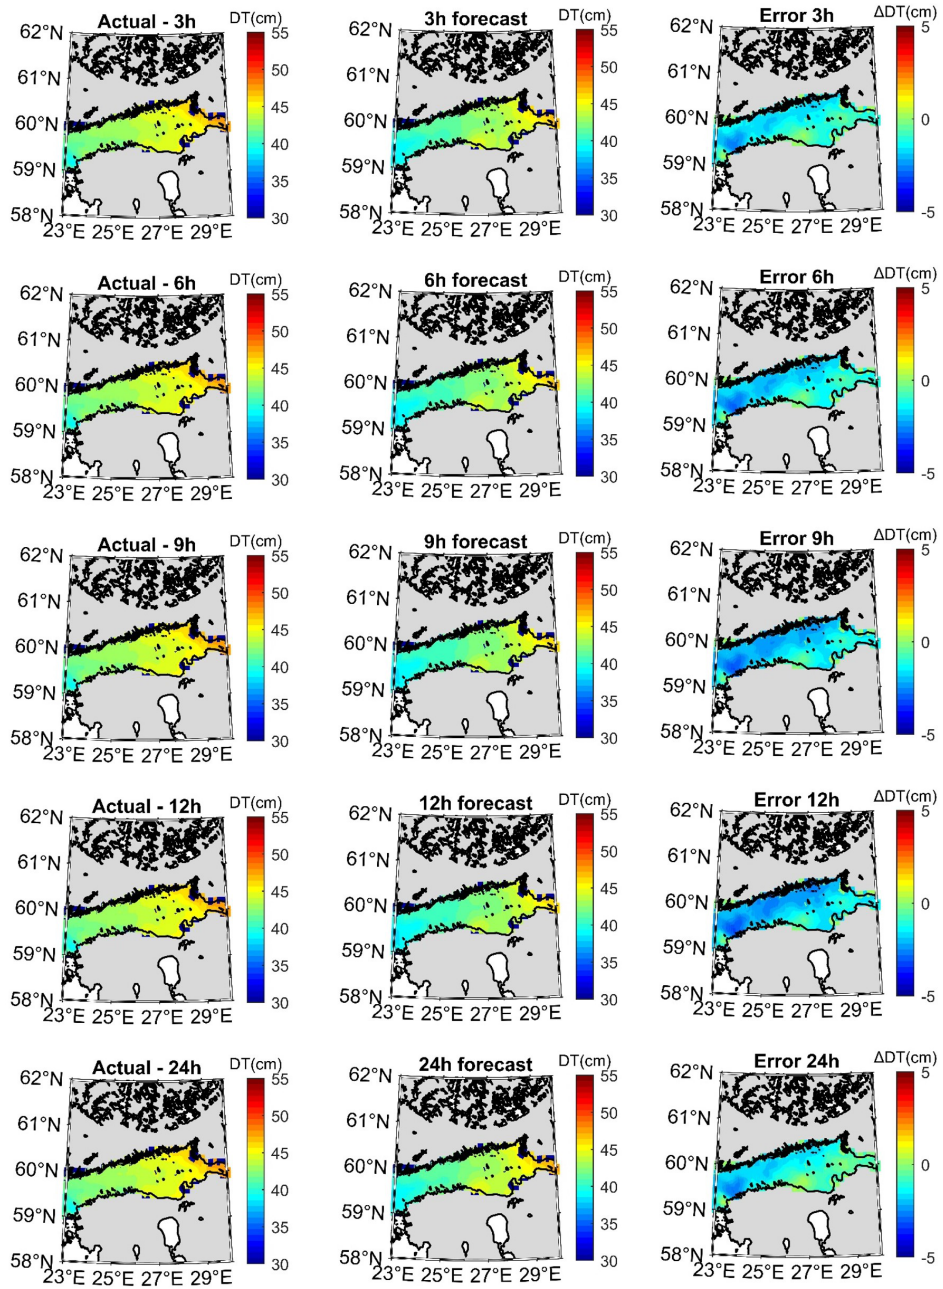 Actual - 3h
DT(cm)
62°N
61°N
60°N
59°N
58°N
23°E 25°E 27°E 29°E
55
50
45
40
35
30
3h forecast
DT(cm)
62°N
61°N
60°N
59°N
58°N
23°E 25°E 27°E 29°E
55
50
45
40
35
30
Error 3h
ΔDT(cm)
62°N
61°N
60°N
59°N
58°N
23°E 25°E 27°E 29°E
5
0
-5
Actual - 6h
DT(cm)
62°N
61°N
60°N
59°N
58°N
23°E 25°E 27°E 29°E
55
50
45
40
35
30
6h forecast
DT(cm)
62°N
61°N
60°N
59°N
58°N
23°E 25°E 27°E 29°E
55
50
45
40
35
30
Error 6h
ΔDT(cm)
62°N
61°N
60°N
59°N
58°N
23°E 25°E 27°E 29°E
5
0
-5
Actual - 9h
DT(cm)
62°N
61°N
60°N
59°N
58°N
23°E 25°E 27°E 29°E
55
50
45
40
35
30
9h forecast
DT(cm)
62°N
61°N
60°N
59°N
58°N
23°E 25°E 27°E 29°E
55
50
45
40
35
30
Error 9h
ΔDT(cm)
62°N
61°N
60°N
59°N
58°N
23°E 25°E 27°E 29°E
5
0
-5
Actual - 12h
DT(cm)
62°N
61°N
60°N
59°N
58°N
23°E 25°E 27°E 29°E
55
50
45
40
35
30
12h forecast
DT(cm)
62°N
61°N
60°N
59°N
58°N
23°E 25°E 27°E 29°E
55
50
45
40
35
30
Error 12h
ΔDT(cm)
62°N
61°N
60°N
59°N
58°N
23°E 25°E 27°E 29°E
5
0
-5
Actual - 24h
DT(cm)
62°N
61°N
60°N
59°N
58°N
23°E 25°E 27°E 29°E
55
50
45
40
35
30
24h forecast
DT(cm)
62°N
61°N
60°N
59°N
58°N
23°E 25°E 27°E 29°E
55
50
45
40
35
30
Error 24h
ΔDT(cm)
62°N
61°N
60°N
59°N
58°N
23°E 25°E 27°E 29°E
5
0
-5